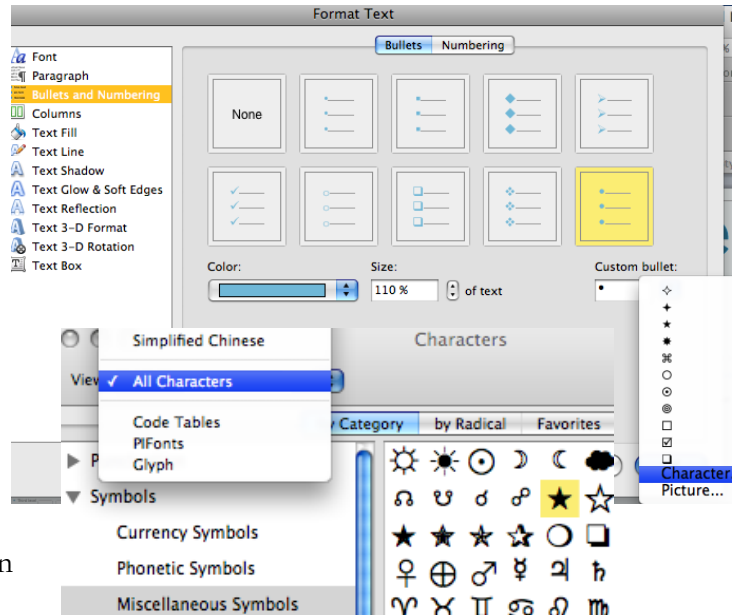 Format Text
Bullets Numbering
Font
Paragraph
Bullets and Numbering
Columns
Text Fill
Text Line
Text Shadow
Text Glow & Soft Edges
Text Reflection
Text 3-D Format
Text 3-D Rotation
Text Box
None
Color:
Size:
Custom bullet:
110 %
of text
Character
Picture...
Characters
Simplified Chinese
View
✓ All Characters
Code Tables
PIFonts
Glyph
Category
by Radical
Favorites
Symbols
Currency Symbols
Phonetic Symbols
Miscellaneous Symbols
n